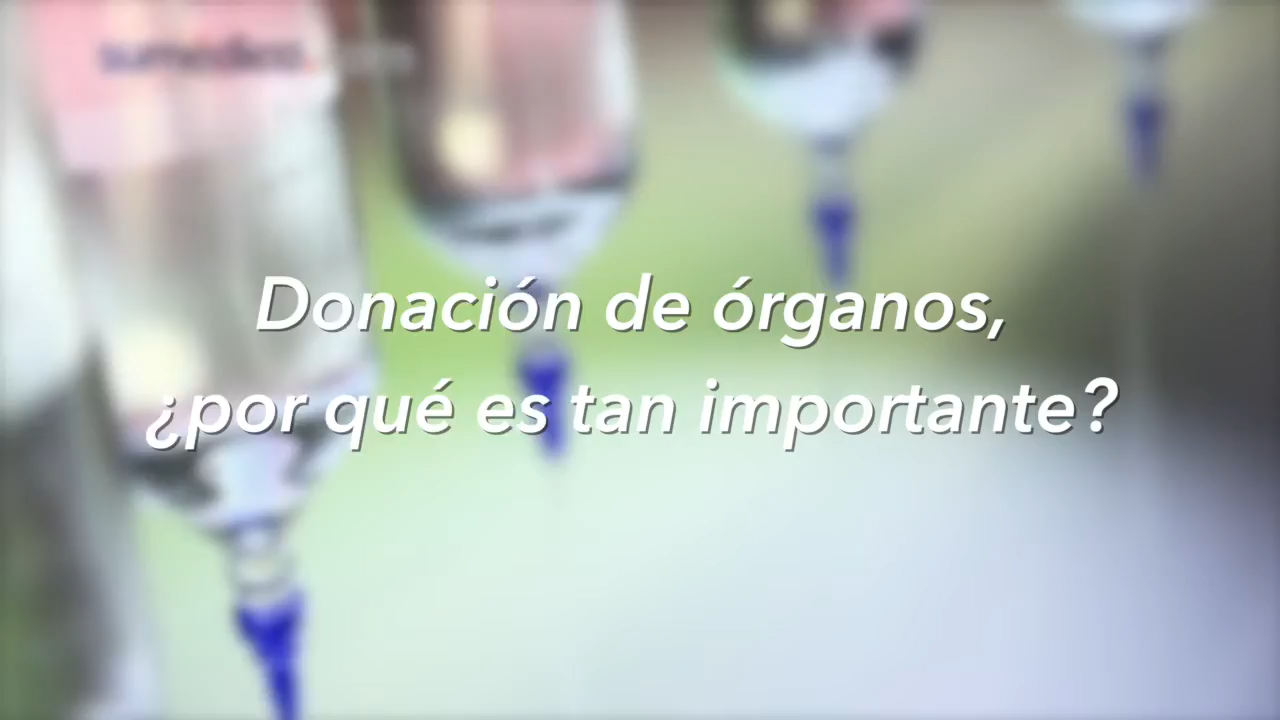 Donación de órganos,
¿por qué es tan importante?